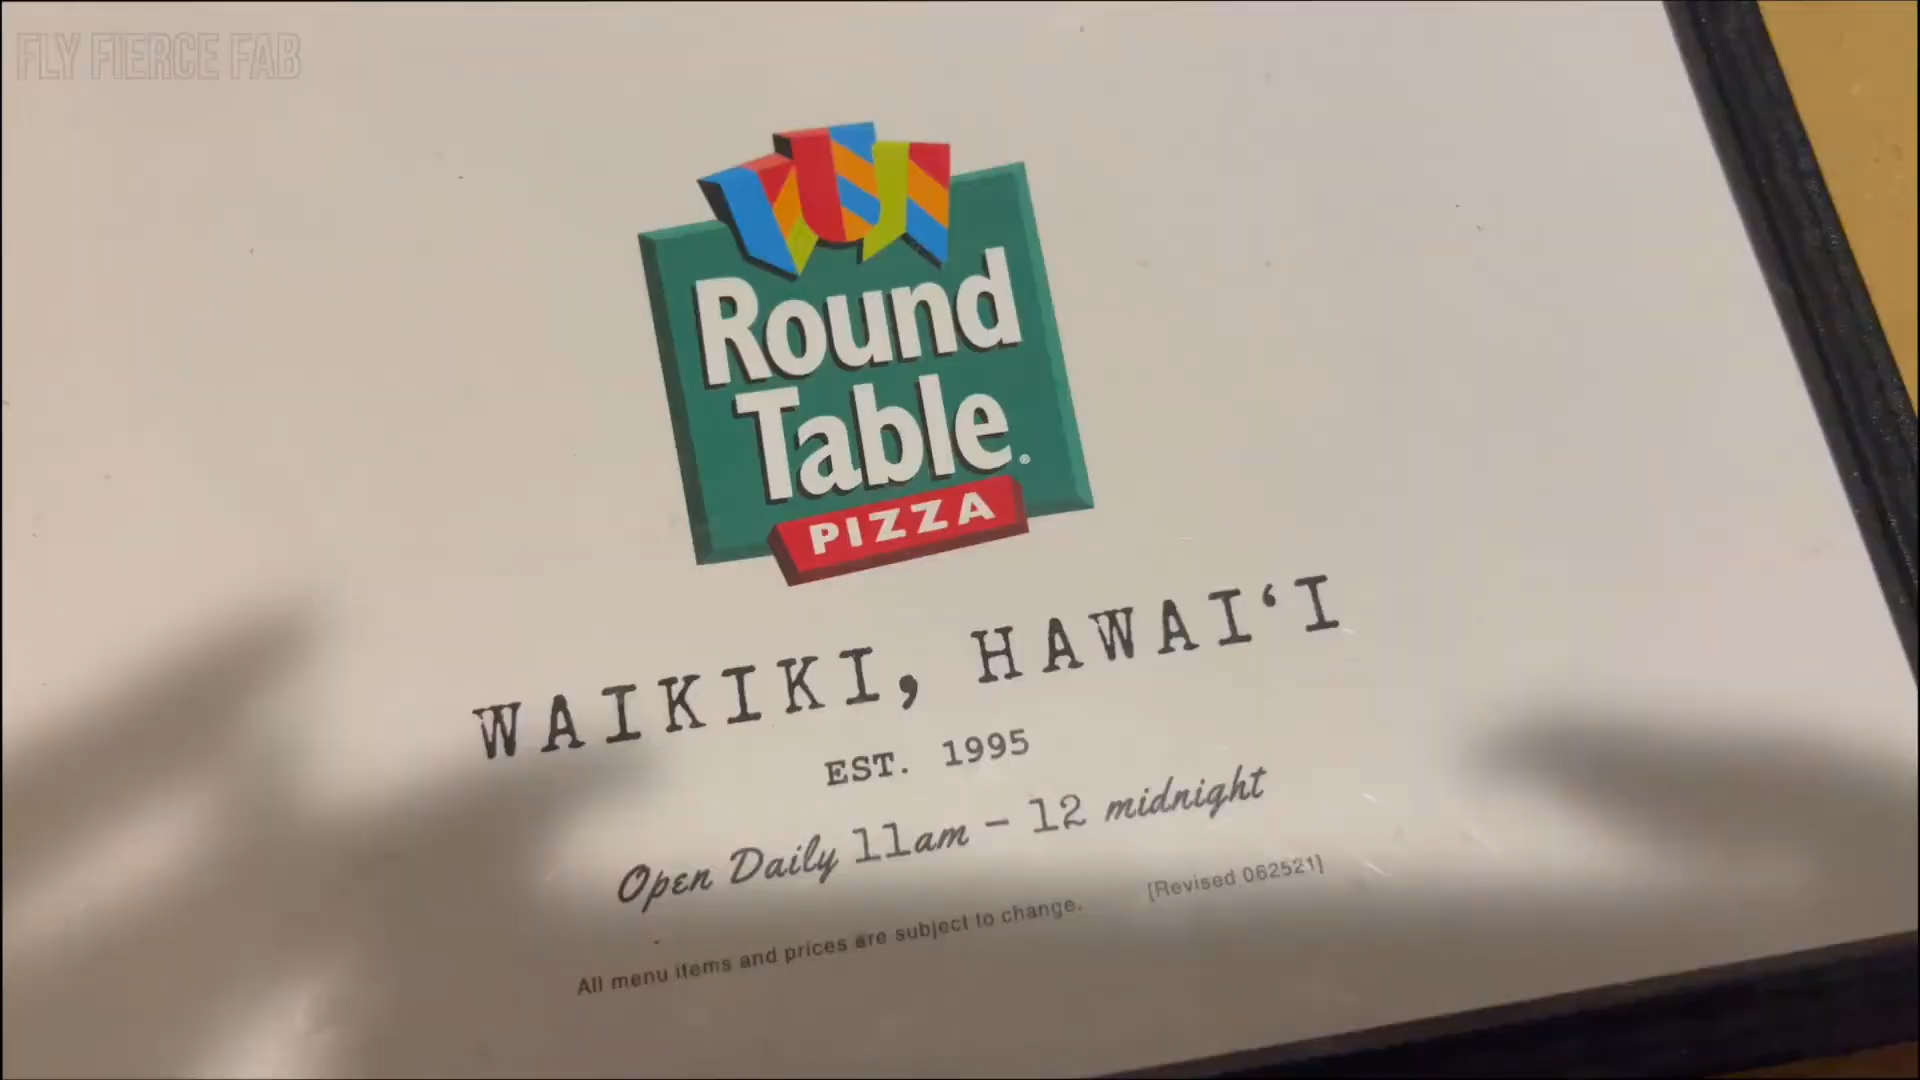 FLY FIERCE FAB
Round
Table®
PIZZA
WAIKIKI, HAWAIʻI
EST. 1995
Open Daily 11am – 12 midnight
All menu items and prices are subject to change. [Revised 062521]